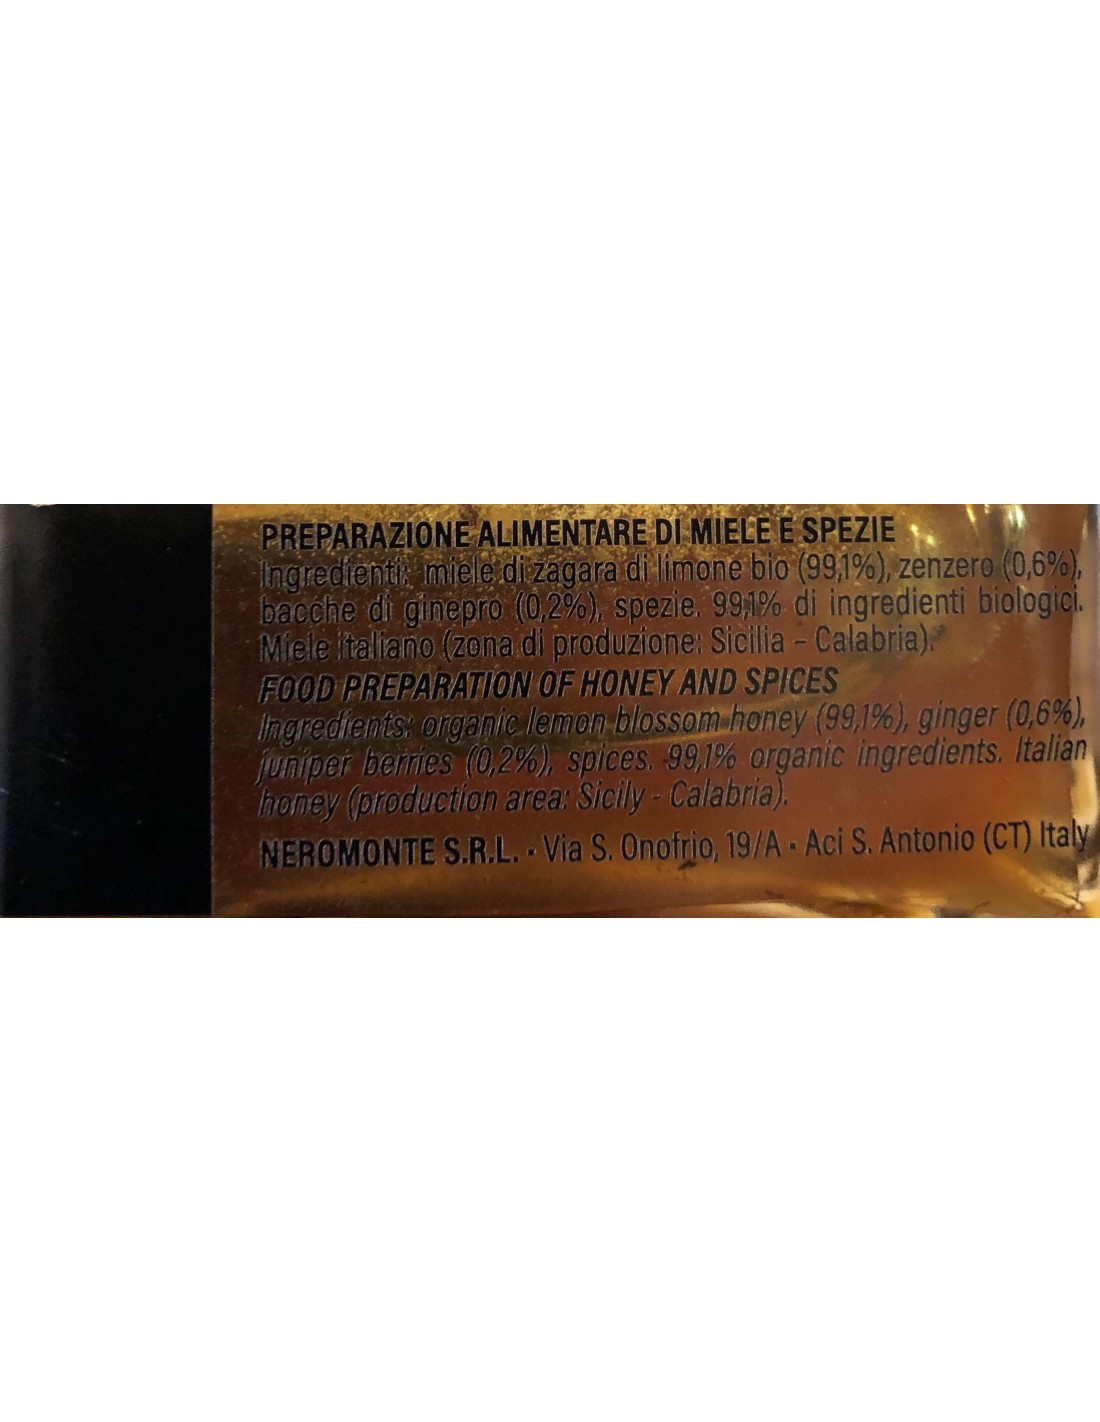 PREPARAZIONE ALIMENTARE DI MIELE E SPEZIE
Ingredienti: miele di zagara di limone bio (99,1%), zenzero (0,6%),
bacche di ginepro (0,2%), spezie. 99,1% di ingredienti biologici.
Miele italiano (zona di produzione: Sicilia – Calabria).
FOOD PREPARATION OF HONEY AND SPICES
Ingredients: organic lemon blossom honey (99,1%), ginger (0,6%),
juniper berries (0,2%), spices. 99,1% organic ingredients. Italian
honey (production area: Sicily - Calabria).
NEROMONTE S.R.L. • Via S. Onofrio, 19/A • Aci S. Antonio (CT) Italy